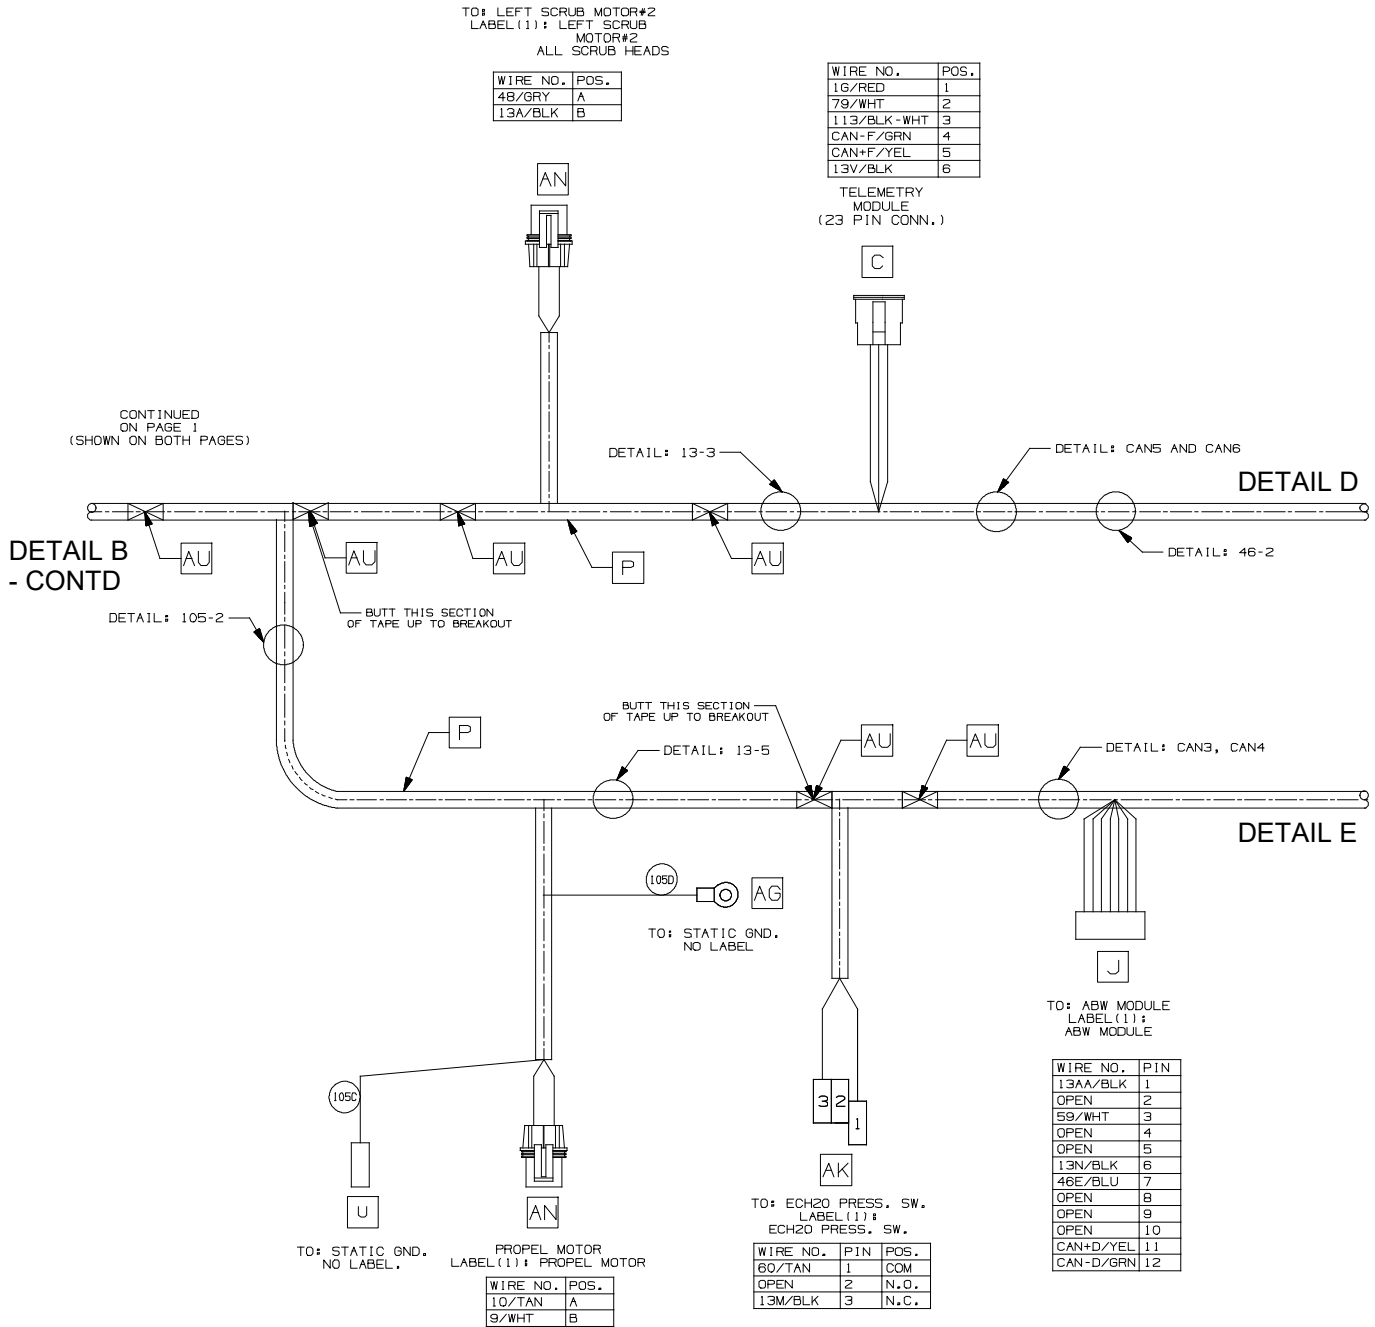 TO: LEFT SCRUB MOTOR#2
LABEL(1): LEFT SCRUB
MOTOR#2
ALL SCRUB HEADS
WIRE NO. POS.
4B/GRY A
13A/BLK B
AN
WIRE NO. POS.
1G/RED 1
79/WHT 2
113/BLK-WHT 3
CAN-F/GRN 4
CAN+F/YEL 5
13V/BLK 6
TELEMETRY
MODULE
(23 PIN CONN.)
C
CONTINUED
ON PAGE 1
(SHOWN ON BOTH PAGES)
DETAIL: 13-3
DETAIL: CAN5 AND CAN6
DETAIL D
DETAIL B
- CONTD
AU
AU
AU
P
AU
DETAIL: 46-2
DETAIL: 105-2
BUTT THIS SECTION
OF TAPE UP TO BREAKOUT
P
BUTT THIS SECTION
OF TAPE UP TO BREAKOUT
DETAIL: 13-5
AU
AU
DETAIL: CAN3, CAN4
DETAIL E
105D
AG
TO: STATIC GND.
NO LABEL
J
TO: ABW MODULE
LABEL(1):
ABW MODULE
WIRE NO. PIN
13AA/BLK 1
OPEN 2
59/WHT 3
OPEN 4
OPEN 5
13N/BLK 6
46E/BLU 7
OPEN 8
OPEN 9
OPEN 10
CAN+D/YEL 11
CAN-D/GRN 12
105C
U
TO: STATIC GND.
NO LABEL.
AN
PROPEL MOTOR
LABEL(1): PROPEL MOTOR
WIRE NO. POS.
10/TAN A
9/WHT B
3 2
1
AK
TO: ECH2O PRESS. SW.
LABEL(1):
ECH2O PRESS. SW.
WIRE NO. PIN POS.
60/TAN 1 COM
OPEN 2 N.O.
13M/BLK 3 N.C.